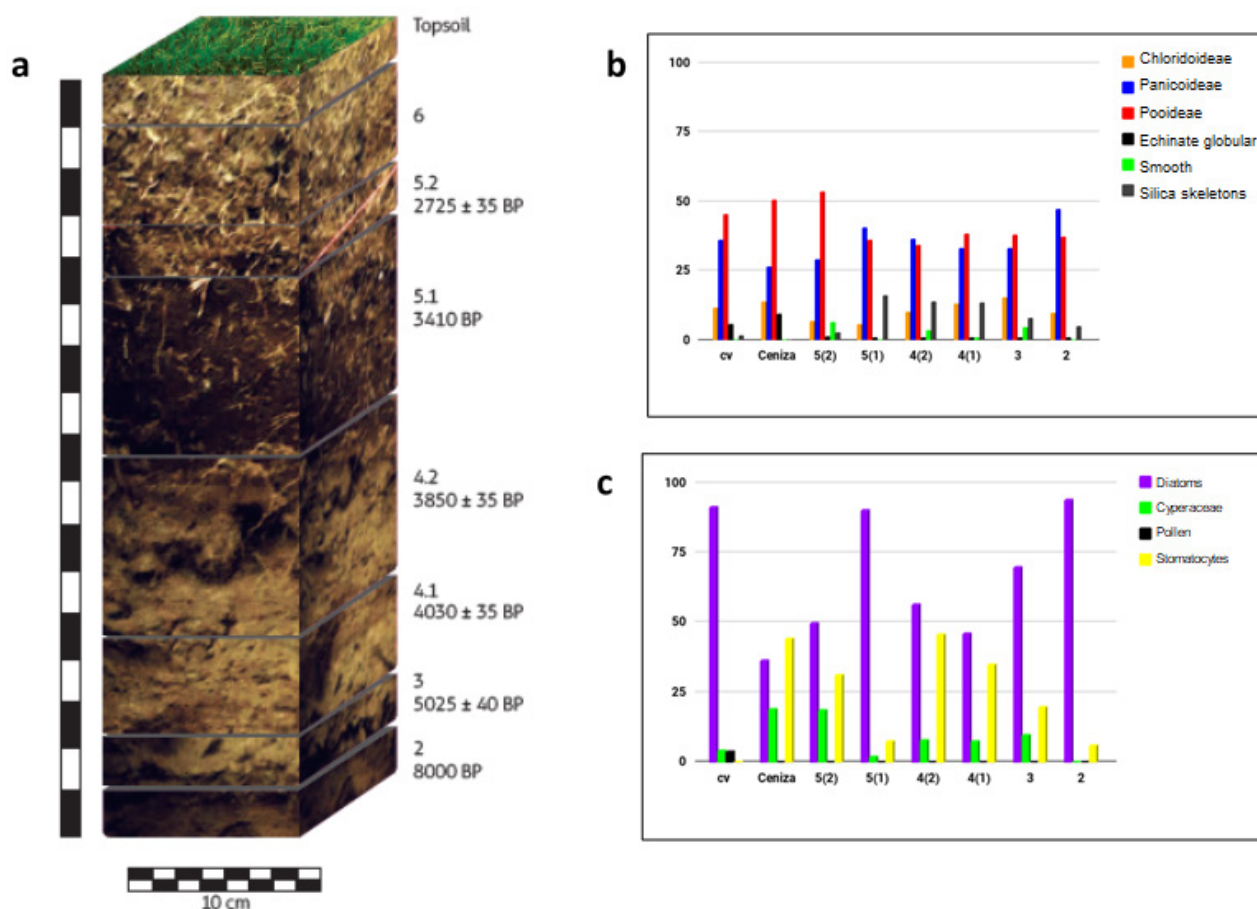 a
Topsoil
6
5.2
2725 ± 35 BP
5.1
3410 BP
4.2
3850 ± 35 BP
4.1
4030 ± 35 BP
3
5025 ± 40 BP
2
8000 BP
10 cm
b
100
75
50
25
0
cv Ceniza 5(2) 5(1) 4(2) 4(1) 3 2
Chloridoideae
Panicoideae
Pooideae
Echinate globular
Smooth
Silica skeletons
c
100
75
50
25
0
cv Ceniza 5(2) 5(1) 4(2) 4(1) 3 2
Diatoms
Cyperaceae
Pollen
Stomatocytes